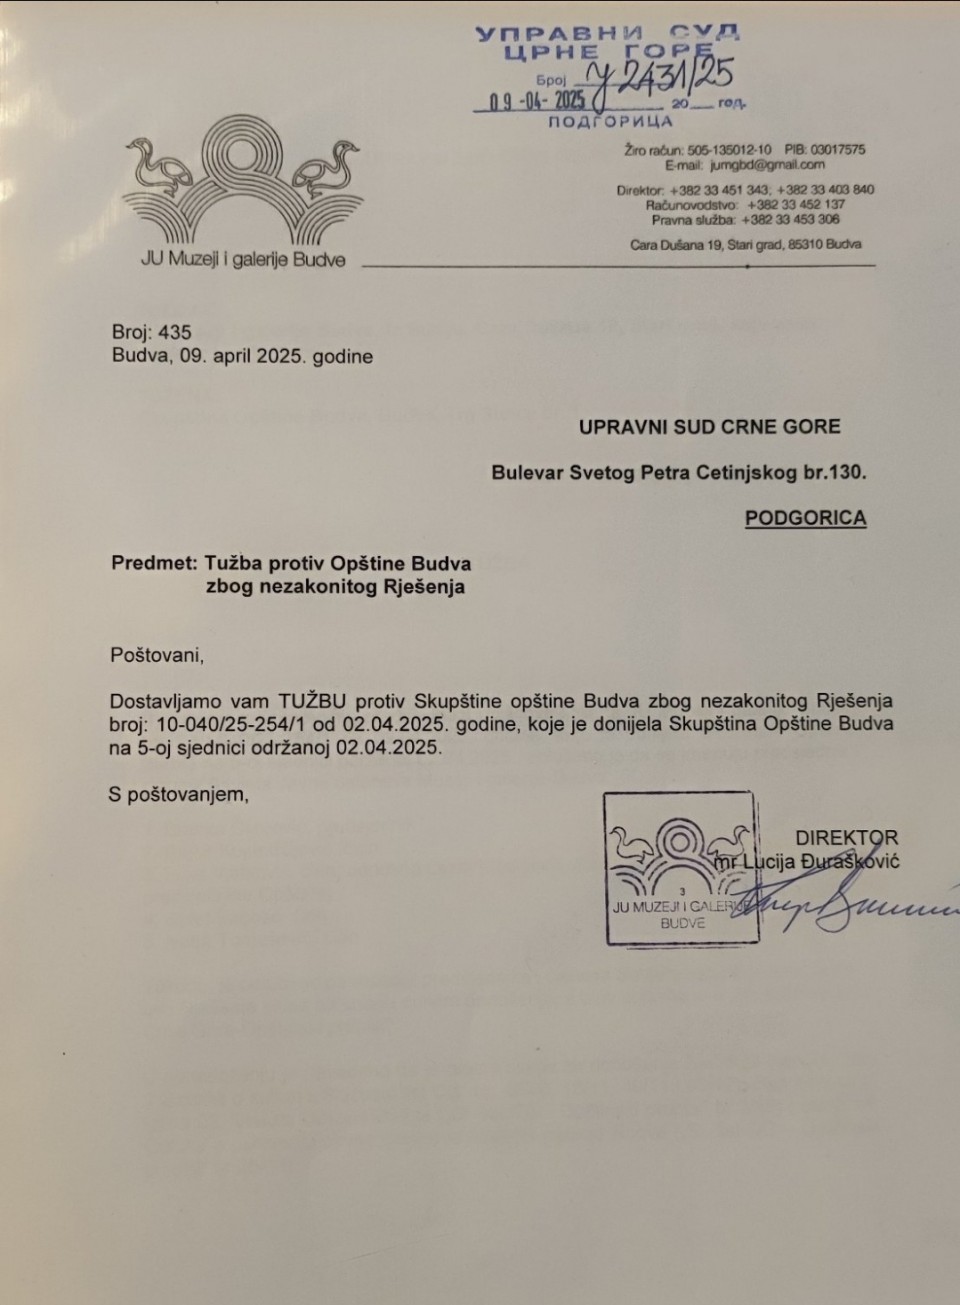 УПРАВНИ СУД
ЦРНЕ ГОРЕ
Број У 2431/25
09-04-2025 20 год.
ПОДГОРИЦА
Žiro račun: 505-135012-10 PIB: 03017575
E-mail: jumgbd@gmail.com
Direktor: +382 33 451 343; +382 33 403 840
Računovodstvo: +382 33 452 137
Pravna služba: +382 33 453 306
Cara Dušana 19, Stari grad, 85310 Budva
JU Muzeji i galerije Budve
Broj: 435
Budva, 09. april 2025. godine
UPRAVNI SUD CRNE GORE
Bulevar Svetog Petra Cetinjskog br.130.
PODGORICA
Predmet: Tužba protiv Opštine Budva
zbog nezakonitog Rješenja
Poštovani,
Dostavljamo vam TUŽBU protiv Skupštine opštine Budva zbog nezakonitog Rješenja
broj: 10-040/25-254/1 od 02.04.2025. godine, koje je donijela Skupština Opštine Budva
na 5-oj sjednici održanoj 02.04.2025.
S poštovanjem,
DIREKTOR
mr Lucija Đurašković
3
JU MUZEJI I GALERIJE
BUDVE